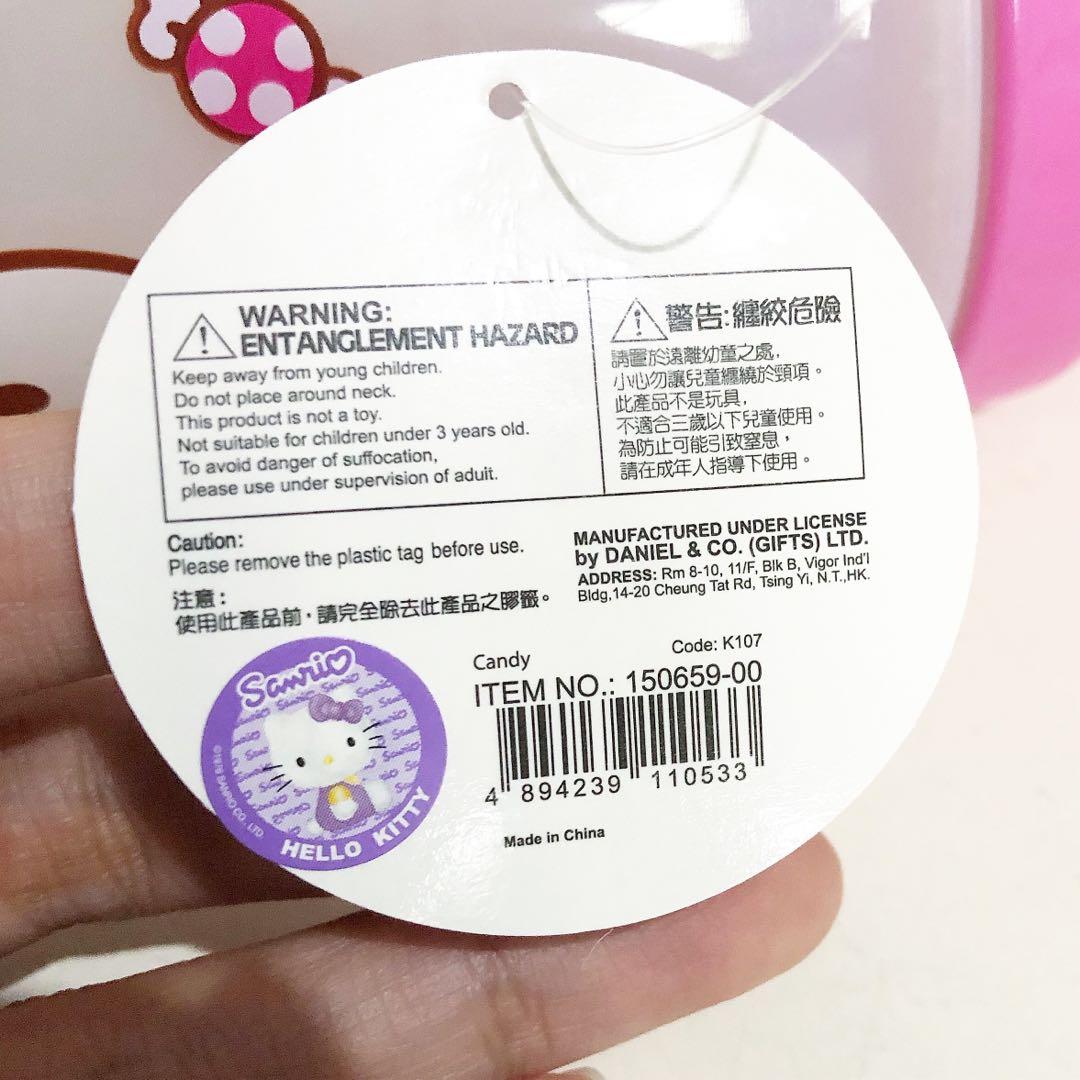 WARNING:
ENTANGLEMENT HAZARD
Keep away from young children.
Do not place around neck.
This product is not a toy.
Not suitable for children under 3 years old.
To avoid danger of suffocation,
please use under supervision of aduit.
警告:纏絞危險
請置於遠離幼童之處,
小心勿讓兒童纏繞於頸項。
此產品不是玩具,
不適合三歲以下兒童使用。
為防止可能引致窒息,
請在成年人指導下使用。
Caution:
Please remove the plastic tag before use.
注意:
使用此產品前,請完全除去此產品之膠籤。
MANUFACTURED UNDER LICENSE
by DANIEL & CO. (GIFTS) LTD.
ADDRESS: Rm 8-10, 11/F, Blk B, Vigor Ind'l
Bldg,14-20 Cheung Tat Rd, Tsing Yi, N.T.,HK.
Code: K107
Candy
ITEM NO.: 150659-00
4 894239 110533
Made in China
Sanrio
©1976 SANRIO CO., LTD.
HELLO KITTY